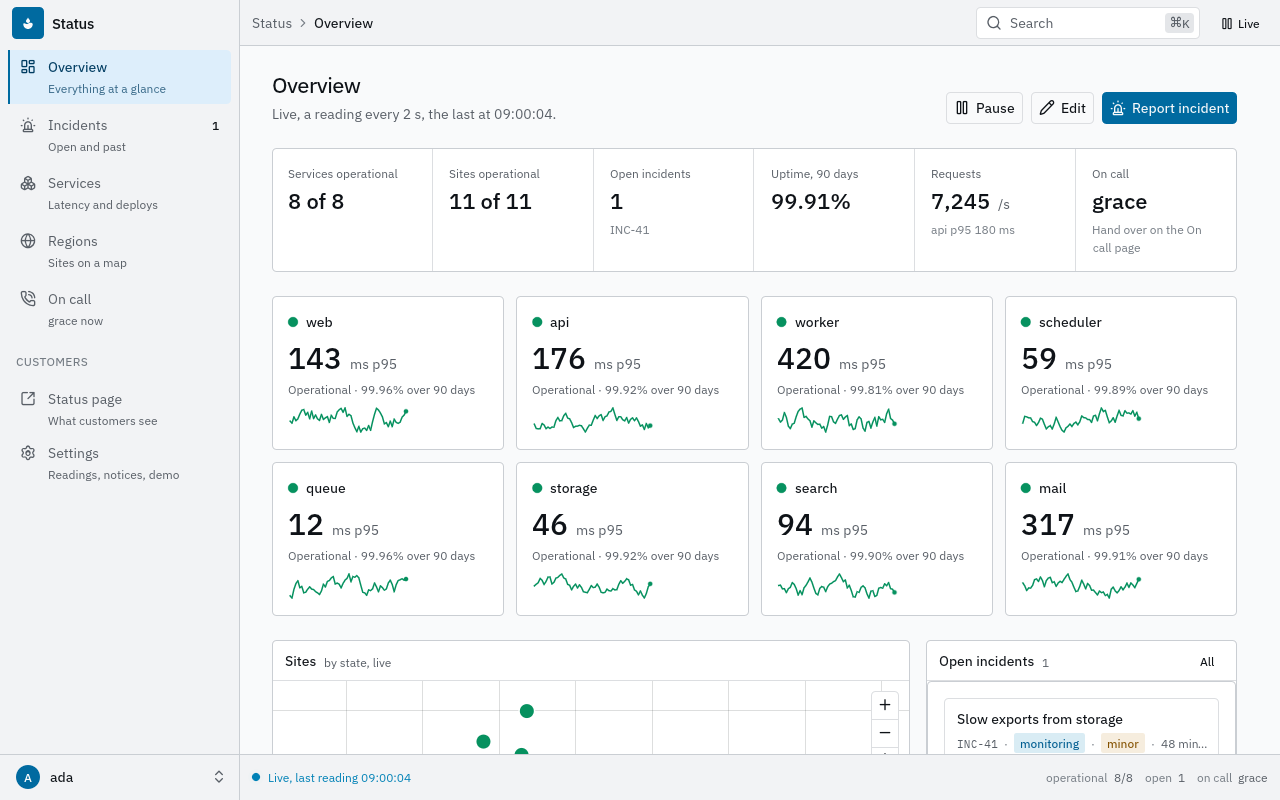 Status
Overview
Everything at a glance
Incidents 1
Open and past
Services
Latency and deploys
Regions
Sites on a map
On call
grace now
CUSTOMERS
Status page
What customers see
Settings
Readings, notices, demo
A ada
Status > Overview
Search ⌘K
Live
Overview
Live, a reading every 2 s, the last at 09:00:04.
Pause Edit Report incident
Services operational
8 of 8
Sites operational
11 of 11
Open incidents
1
INC-41
Uptime, 90 days
99.91%
Requests
7,245 /s
api p95 180 ms
On call
grace
Hand over on the On
call page
web
143 ms p95
Operational · 99.96% over 90 days
api
176 ms p95
Operational · 99.92% over 90 days
worker
420 ms p95
Operational · 99.81% over 90 days
scheduler
59 ms p95
Operational · 99.89% over 90 days
queue
12 ms p95
Operational · 99.96% over 90 days
storage
46 ms p95
Operational · 99.92% over 90 days
search
94 ms p95
Operational · 99.90% over 90 days
mail
317 ms p95
Operational · 99.91% over 90 days
Sites by state, live
+
−
Open incidents 1 All
Slow exports from storage
INC-41 · monitoring · minor · 48 min…
Live, last reading 09:00:04
operational 8/8 open 1 on call grace